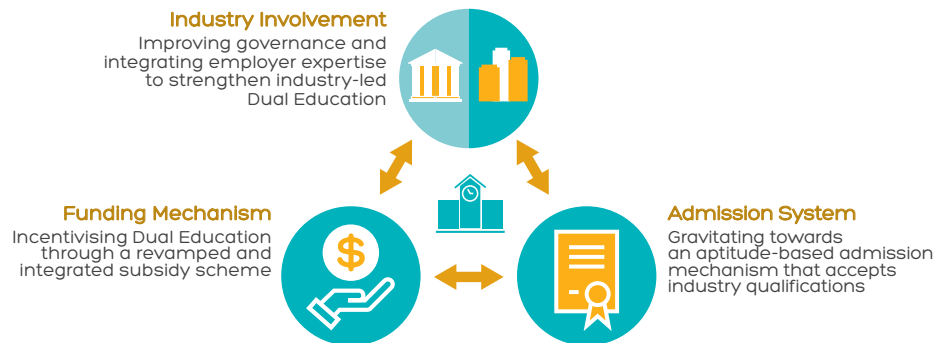 Industry Involvement
Improving governance and
integrating employer expertise
to strengthen industry-led
Dual Education
Funding Mechanism
Incentivising Dual Education
through a revamped and
integrated subsidy scheme
$
Admission System
Gravitating towards
an aptitude-based admission
mechanism that accepts
industry qualifications